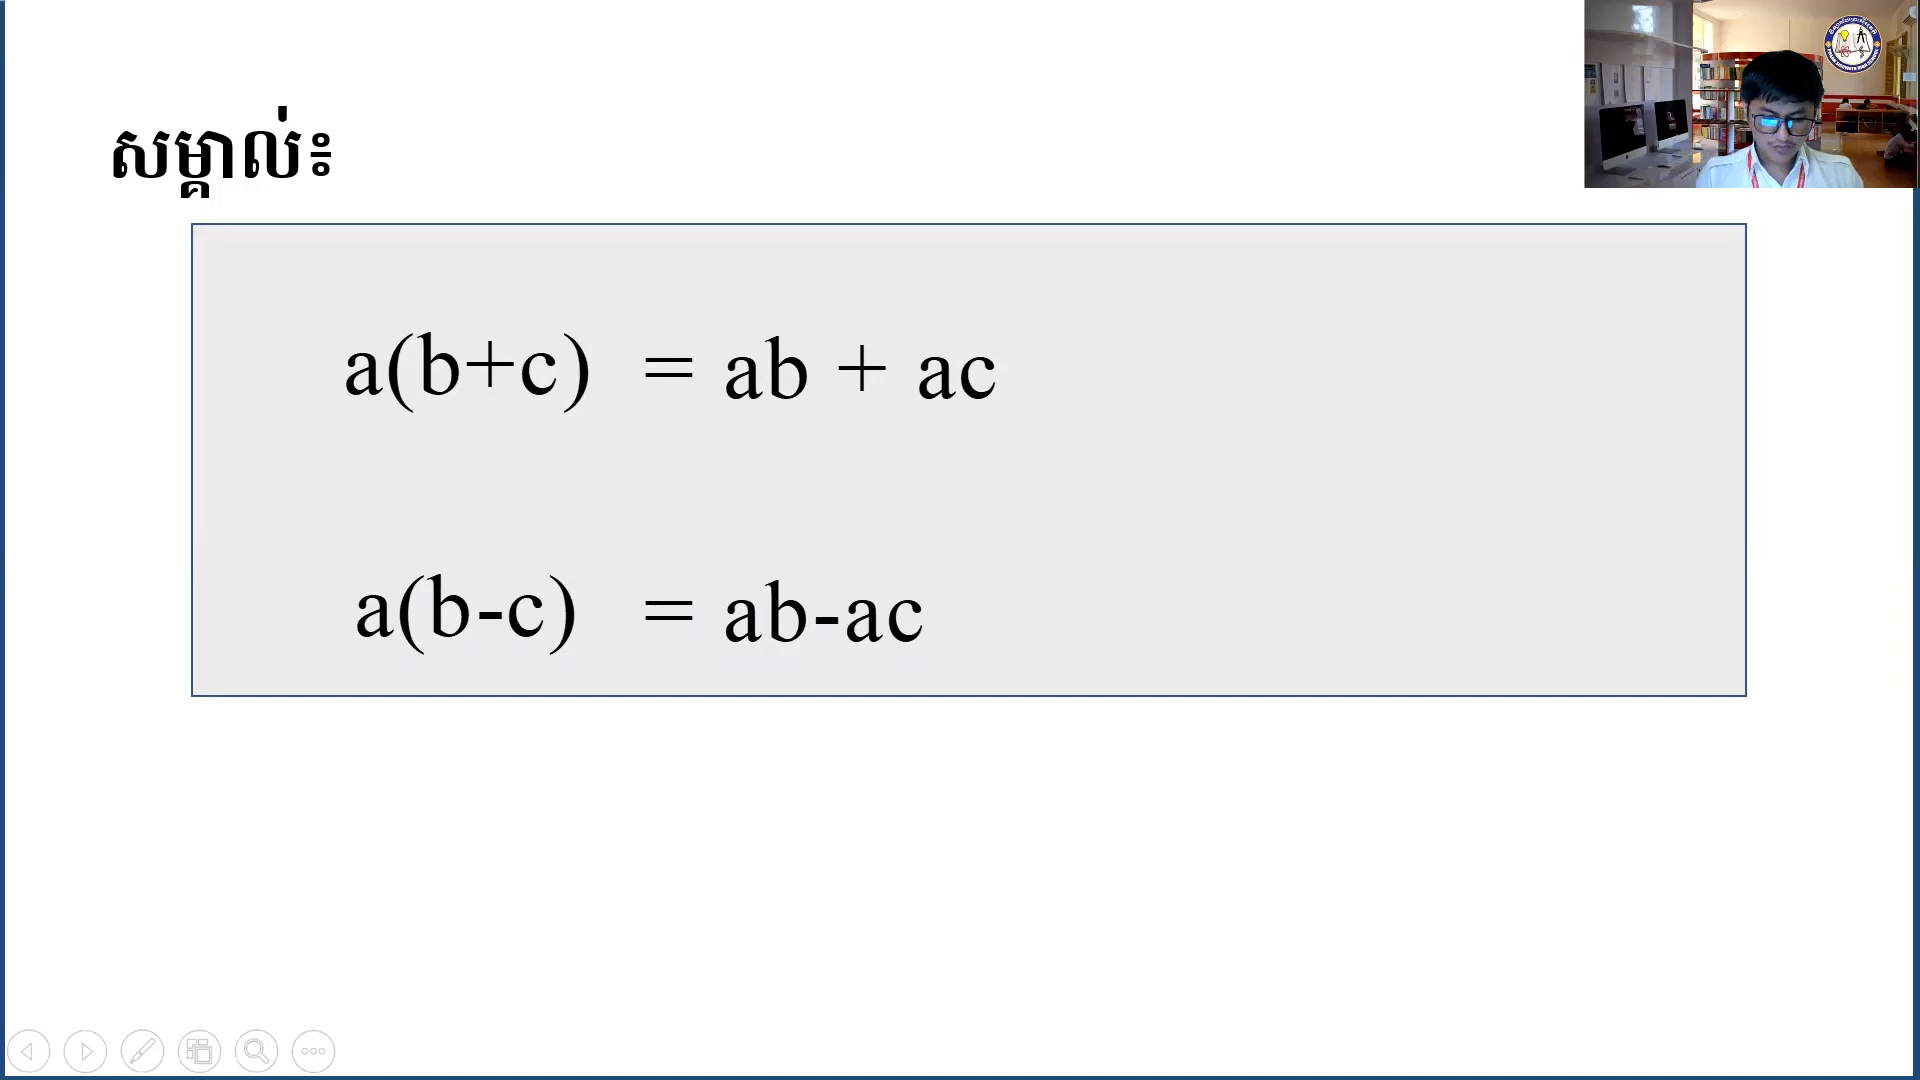 សម្គាល់៖
a(b+c) = ab + ac
a(b-c) = ab-ac